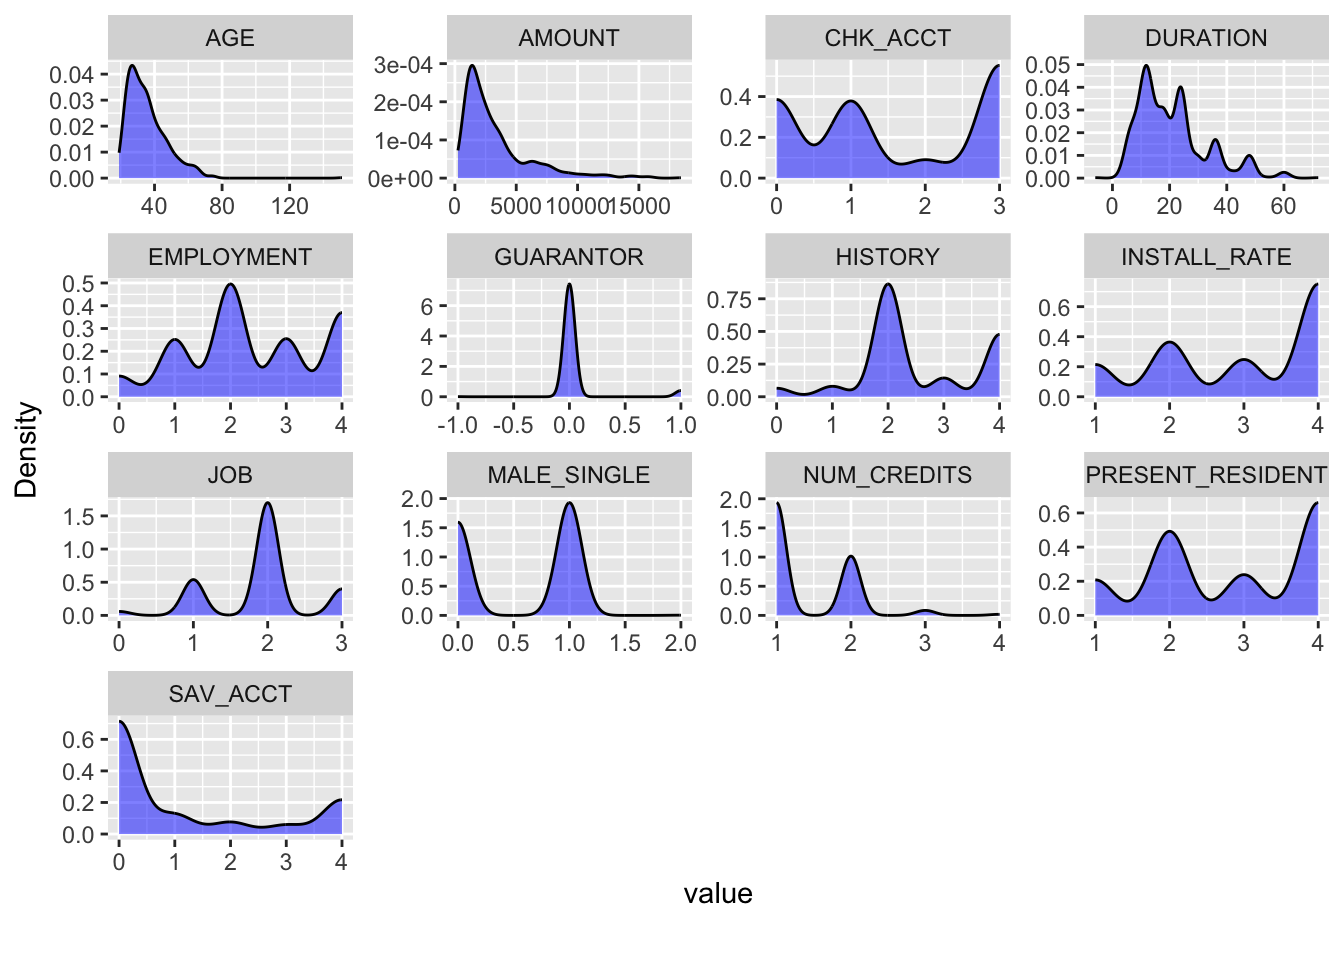 AGE AMOUNT CHK_ACCT DURATION
0.04 0.03 0.02 0.01 0.00
3e-04 2e-04 1e-04 0e+00
0.4 0.2 0.0
0.05 0.04 0.03 0.02 0.01 0.00
40 80 120 0 5000 10000 15000 0 1 2 3 0 20 40 60
EMPLOYMENT GUARANTOR HISTORY INSTALL_RATE
0.5 0.4 0.3 0.2 0.1 0.0
6 4 2 0
0.75 0.50 0.25 0.00
0.6 0.4 0.2 0.0
0 1 2 3 4 -1.0 -0.5 0.0 0.5 1.0 0 1 2 3 4 1 2 3 4
Density
JOB MALE_SINGLE NUM_CREDITS PRESENT_RESIDENT
1.5 1.0 0.5 0.0
2.0 1.5 1.0 0.5 0.0
2.0 1.5 1.0 0.5 0.0
0.6 0.4 0.2 0.0
0 1 2 3 0.0 0.5 1.0 1.5 2.0 1 2 3 4 1 2 3 4
SAV_ACCT
0.6 0.4 0.2 0.0
0 1 2 3 4
value